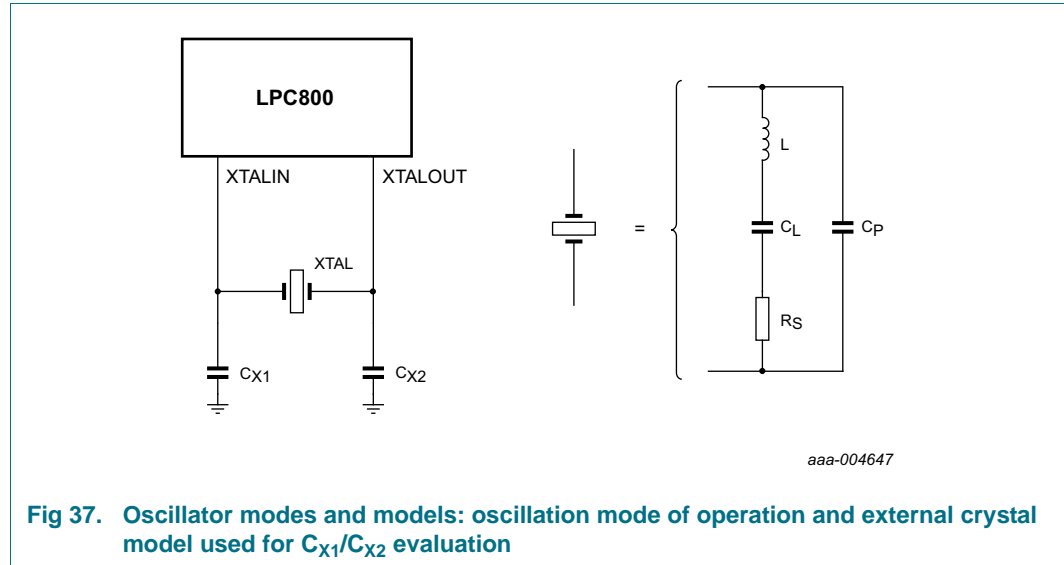 LPC800
XTALIN
XTALOUT
XTAL
CX1
CX2
=
L
CL
CP
RS
aaa-004647
Fig 37. Oscillator modes and models: oscillation mode of operation and external crystal
model used for CX1/CX2 evaluation